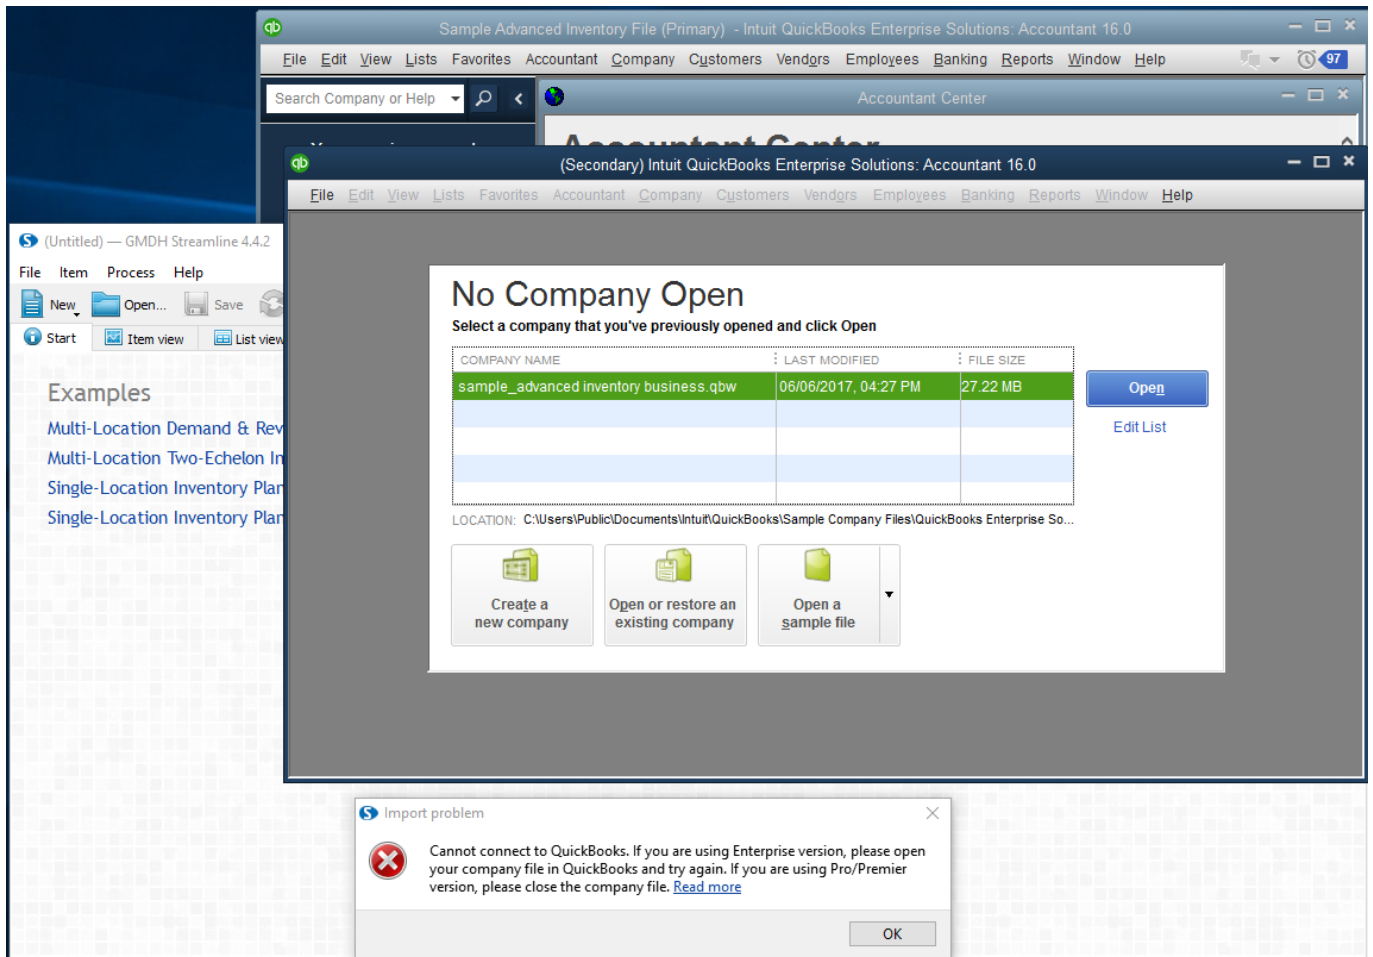 Sample Advanced Inventory File (Primary) - Intuit QuickBooks Enterprise Solutions: Accountant 16.0
File Edit View Lists Favorites Accountant Company Customers Vendors Employees Banking Reports Window Help 97
Search Company or Help
Accountant Center
Accountant Center
(Secondary) Intuit QuickBooks Enterprise Solutions: Accountant 16.0
File Edit View Lists Favorites Accountant Company Customers Vendors Employees Banking Reports Window Help
(Untitled) — GMDH Streamline 4.4.2
File Item Process Help
New Open... Save
Start Item view List view
Examples
Multi-Location Demand & Rev
Multi-Location Two-Echelon In
Single-Location Inventory Plan
Single-Location Inventory Plan
No Company Open
Select a company that you've previously opened and click Open
COMPANY NAME LAST MODIFIED FILE SIZE
sample_advanced inventory business.qbw 06/06/2017, 04:27 PM 27.22 MB
Open
Edit List
LOCATION: C:\Users\Public\Documents\Intuit\QuickBooks\Sample Company Files\QuickBooks Enterprise So...
Create a
new company
Open or restore an
existing company
Open a
sample file
Import problem
Cannot connect to QuickBooks. If you are using Enterprise version, please open
your company file in QuickBooks and try again. If you are using Pro/Premier
version, please close the company file. Read more
OK